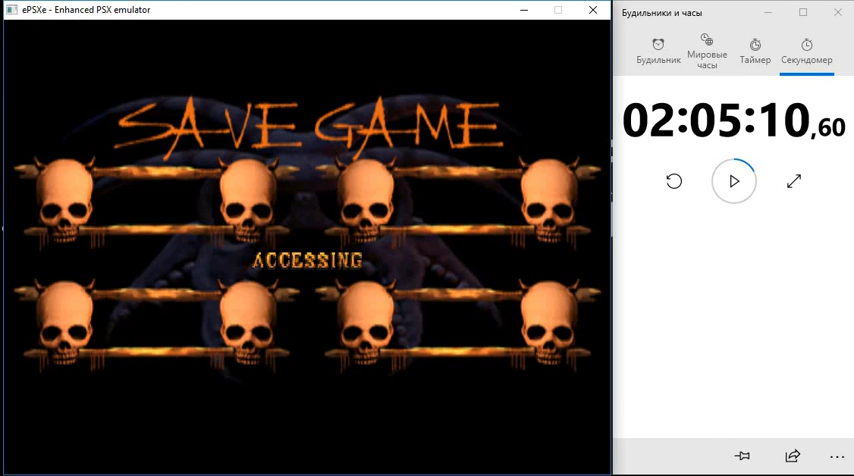 ePSXe - Enhanced PSX emulator
SAVE GAME
ACCESSING
Будильники и часы
Будильник
Мировые
часы
Таймер
Секундомер
02:05:10,60